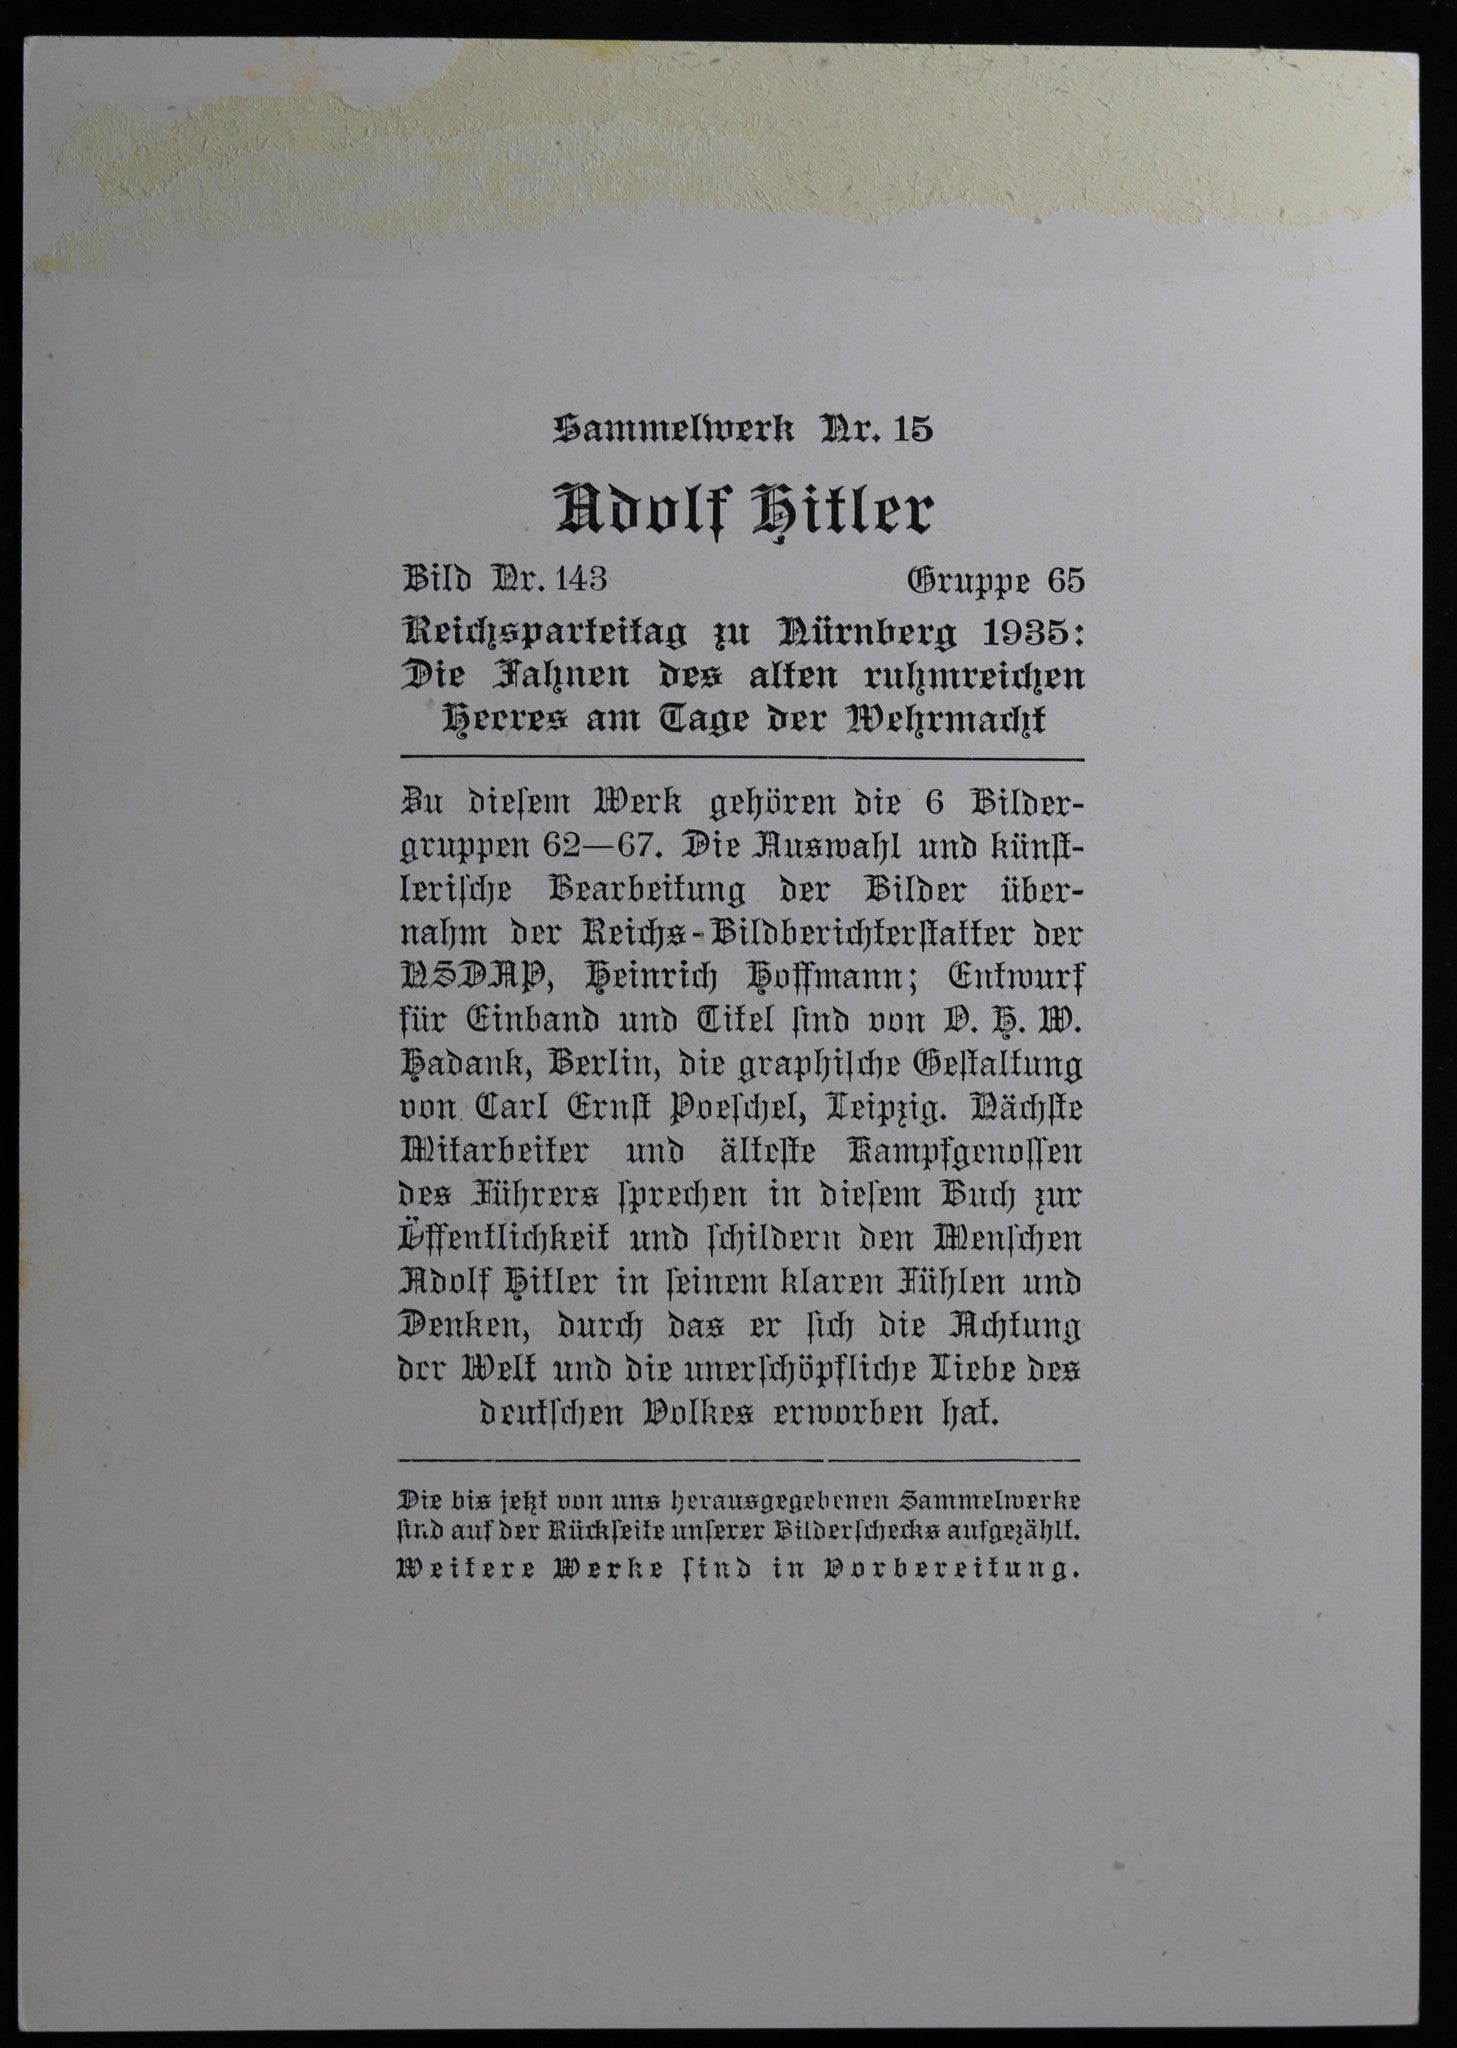 Sammelwerk Nr. 15
Adolf Hitler
Bild Nr. 143 Gruppe 65
Reichsparteitag zu Nürnberg 1935:
Die Fahnen des alten ruhmreichen
Heeres am Tage der Wehrmacht
Zu dieſem Werk gehören die 6 Bilder-
gruppen 62—67. Die Auswahl und künſt-
leriſche Bearbeitung der Bilder über-
nahm der Reichs-Bildberichterſtatter der
NSDAP, Heinrich Hoffmann; Entwurf
für Einband und Titel ſind von O. H. W.
Hadank, Berlin, die graphiſche Geſtaltung
von Carl Ernſt Poeſchel, Leipzig. Nächſte
Mitarbeiter und älteſte Kampfgenoſſen
des Führers ſprechen in dieſem Buch zur
Öffentlichkeit und ſchildern den Menſchen
Adolf Hitler in ſeinem klaren Fühlen und
Denken, durch das er ſich die Achtung
der Welt und die unerſchöpfliche Liebe des
deutſchen Volkes erworben hat.
Die bis jetzt von uns herausgegebenen Sammelwerke
ſind auf der Rückſeite unſerer Bilderſchecks aufgezählt.
Weitere Werke ſind in Vorbereitung.